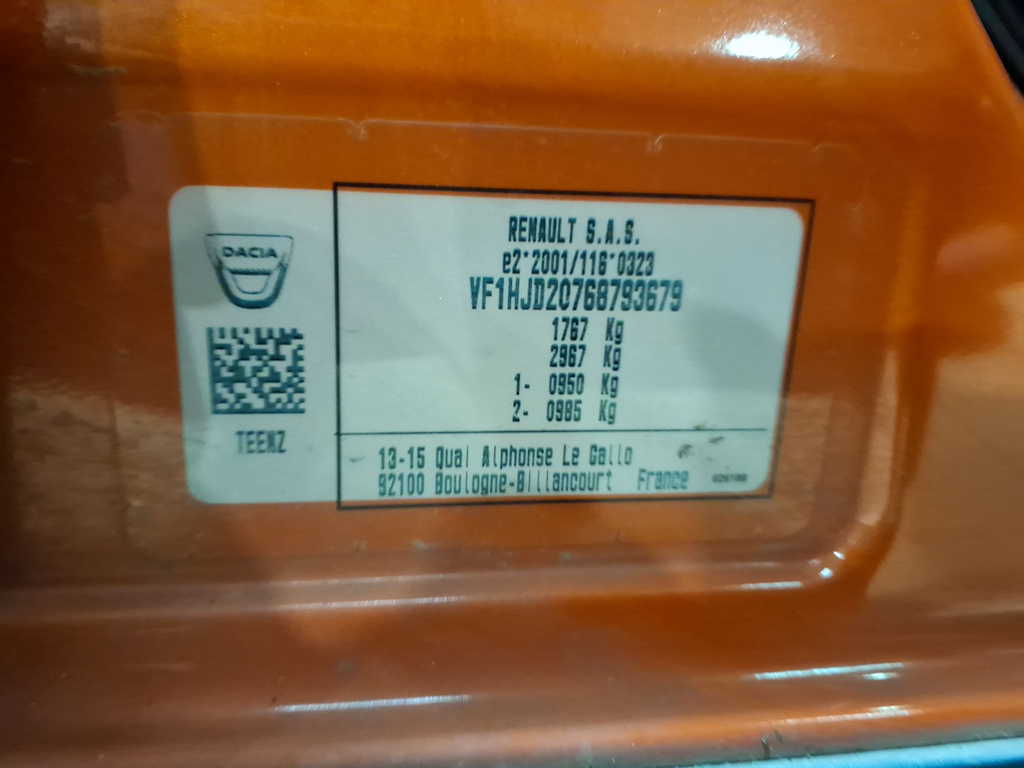 DACIA
TEEKZ
RENAULT S.A.S.
e2*2001/116*0323
VF1HJD20768793679
1767 Kg
2967 Kg
1- 0950 Kg
2- 0985 Kg
13-15 Quai Alphonse Le Gallo
92100 Boulogne-Billancourt France